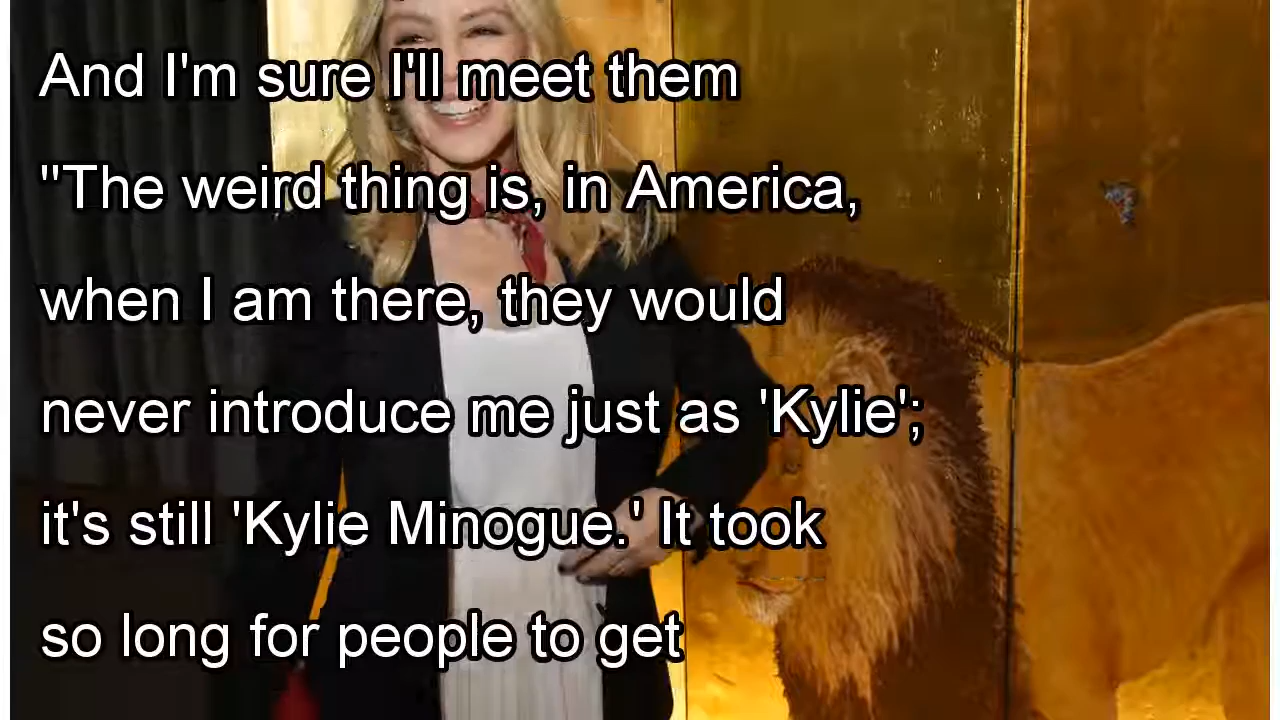 And I'm sure I'll meet them
"The weird thing is, in America,
when I am there, they would
never introduce me just as 'Kylie';
it's still 'Kylie Minogue.' It took
so long for people to get